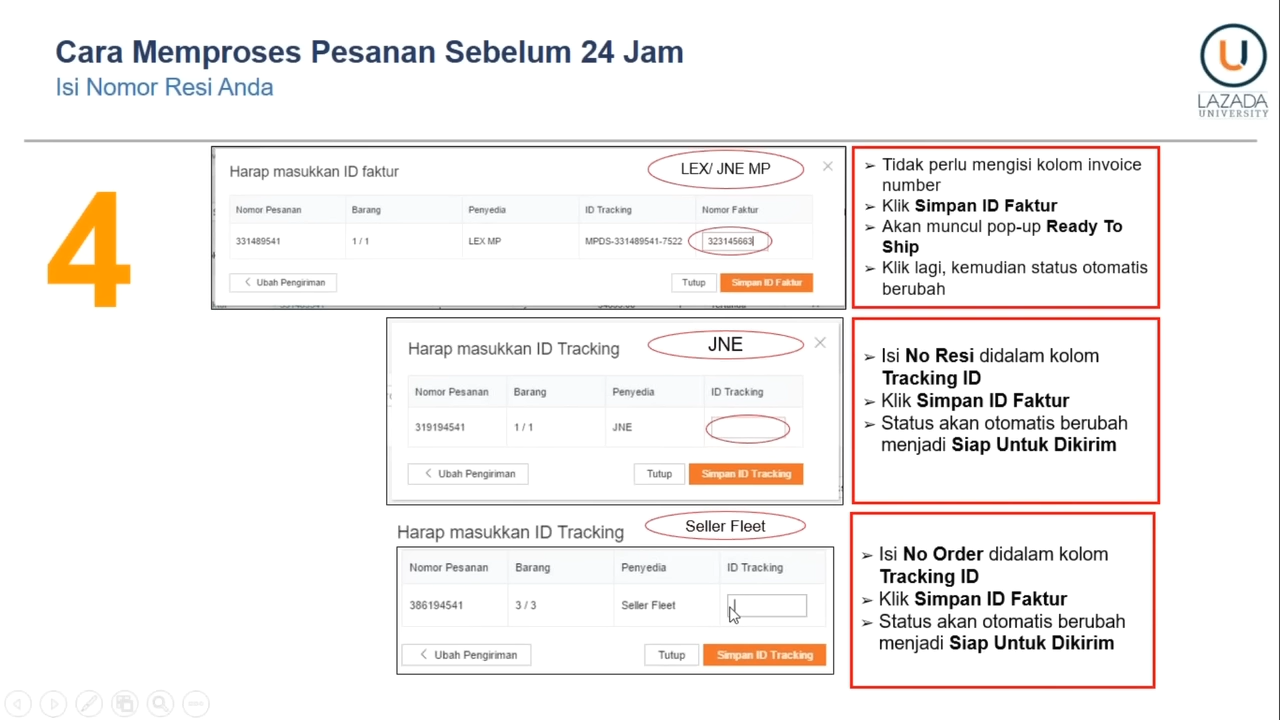 Cara Memproses Pesanan Sebelum 24 Jam
Isi Nomor Resi Anda
LAZADA
UNIVERSITY
4
Harap masukkan ID faktur
LEX/ JNE MP
Nomor Pesanan Barang Penyedia ID Tracking Nomor Faktur
331489541 1 / 1 LEX MP MPDS-331489541-7522 323145663
Ubah Pengiriman Tutup Simpan ID Faktur
➢ Tidak perlu mengisi kolom invoice
number
➢ Klik Simpan ID Faktur
➢ Akan muncul pop-up Ready To
Ship
➢ Klik lagi, kemudian status otomatis
berubah
Harap masukkan ID Tracking
JNE
Nomor Pesanan Barang Penyedia ID Tracking
319194541 1 / 1 JNE
Ubah Pengiriman Tutup Simpan ID Tracking
➢ Isi No Resi didalam kolom
Tracking ID
➢ Klik Simpan ID Faktur
➢ Status akan otomatis berubah
menjadi Siap Untuk Dikirim
Harap masukkan ID Tracking
Seller Fleet
Nomor Pesanan Barang Penyedia ID Tracking
386194541 3 / 3 Seller Fleet
Ubah Pengiriman Tutup Simpan ID Tracking
➢ Isi No Order didalam kolom
Tracking ID
➢ Klik Simpan ID Faktur
➢ Status akan otomatis berubah
menjadi Siap Untuk Dikirim